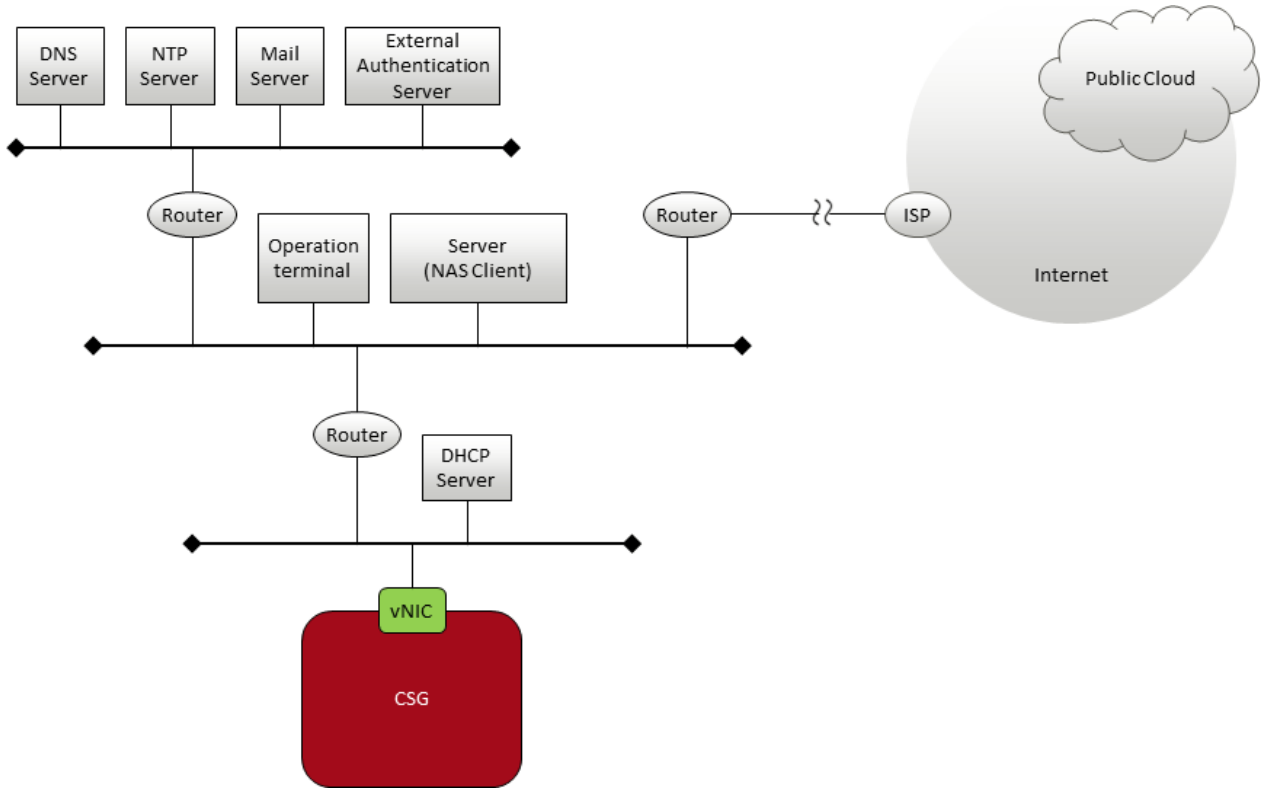 DNS
Server
NTP
Server
Mail
Server
External
Authentication
Server
Public Cloud
Router
Operation
terminal
Server
(NAS Client)
Router
ISP
Internet
Router
DHCP
Server
vNIC
CSG